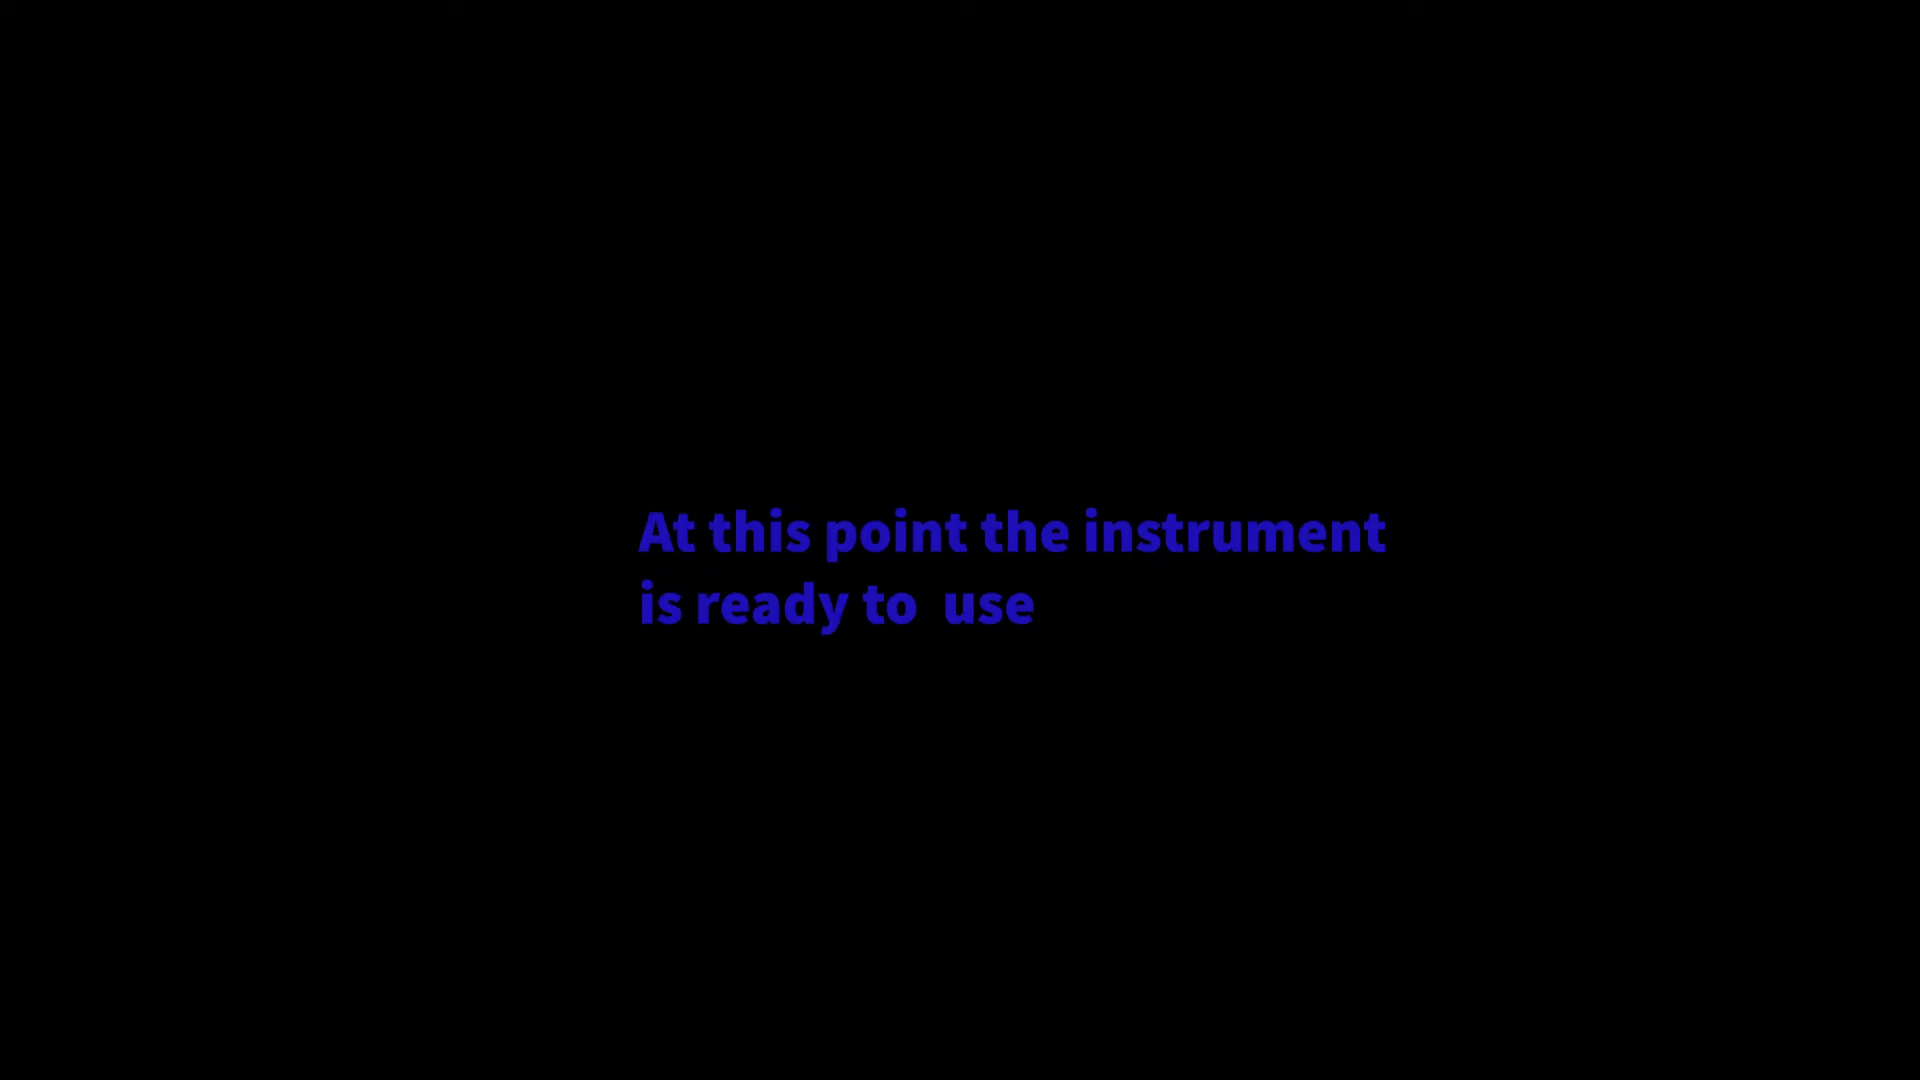 At this point the instrument
is ready to  use